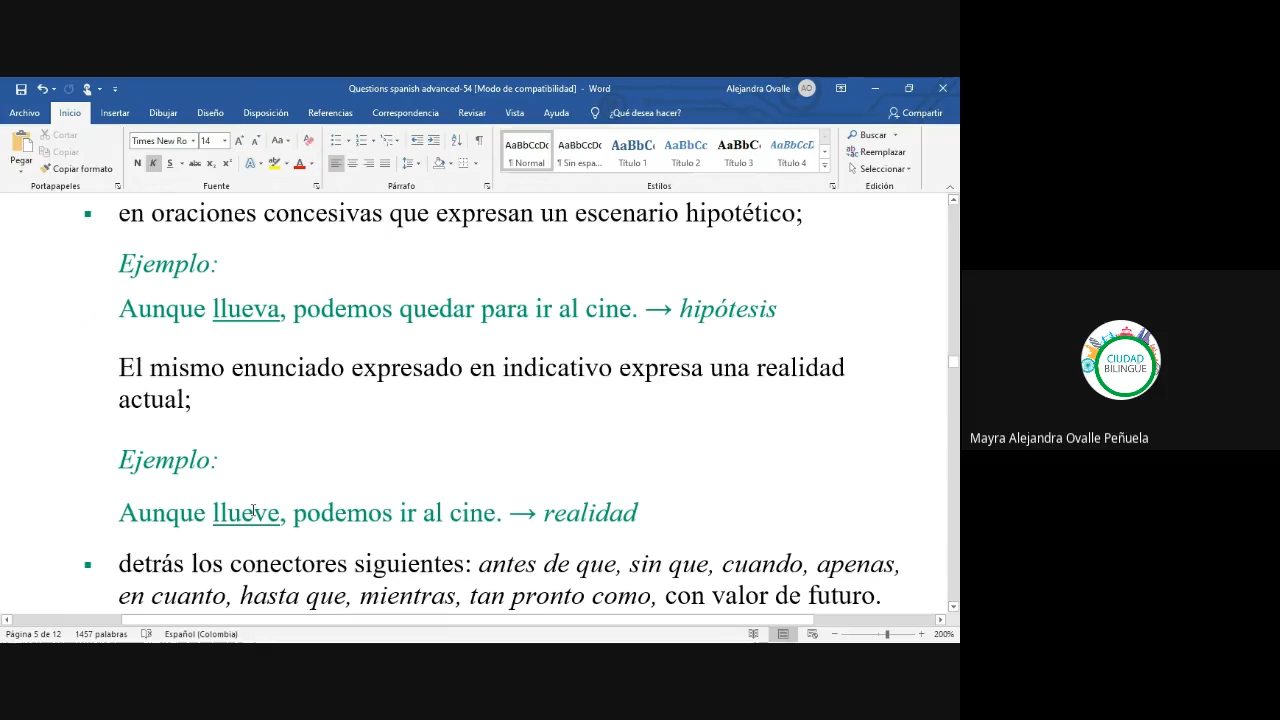 Questions spanish advanced-54 [Modo de compatibilidad] - Word
Alejandra Ovalle
AO
Archivo Inicio Insertar Dibujar Diseño Disposición Referencias Correspondencia Revisar Vista Ayuda ¿Qué desea hacer? Compartir
Pegar
Cortar
Copiar
Copiar formato
Portapapeles
Times New Ro 14
N K S abc x₂ x²
Fuente
Párrafo
AaBbCcDc AaBbCcDc AaBbCc AaBbCc AaBbCc AaBbCcD
¶ Normal ¶ Sin espa... Título 1 Título 2 Título 3 Título 4
Estilos
Buscar
Reemplazar
Seleccionar
Edición
en oraciones concesivas que expresan un escenario hipotético;
Ejemplo:
Aunque llueva, podemos quedar para ir al cine. → hipótesis
El mismo enunciado expresado en indicativo expresa una realidad
actual;
Ejemplo:
Aunque llueve, podemos ir al cine. → realidad
detrás los conectores siguientes: antes de que, sin que, cuando, apenas,
en cuanto, hasta que, mientras, tan pronto como, con valor de futuro.
Página 5 de 12 1457 palabras Español (Colombia) 200%
CIUDAD
BILINGÜE
Mayra Alejandra Ovalle Peñuela